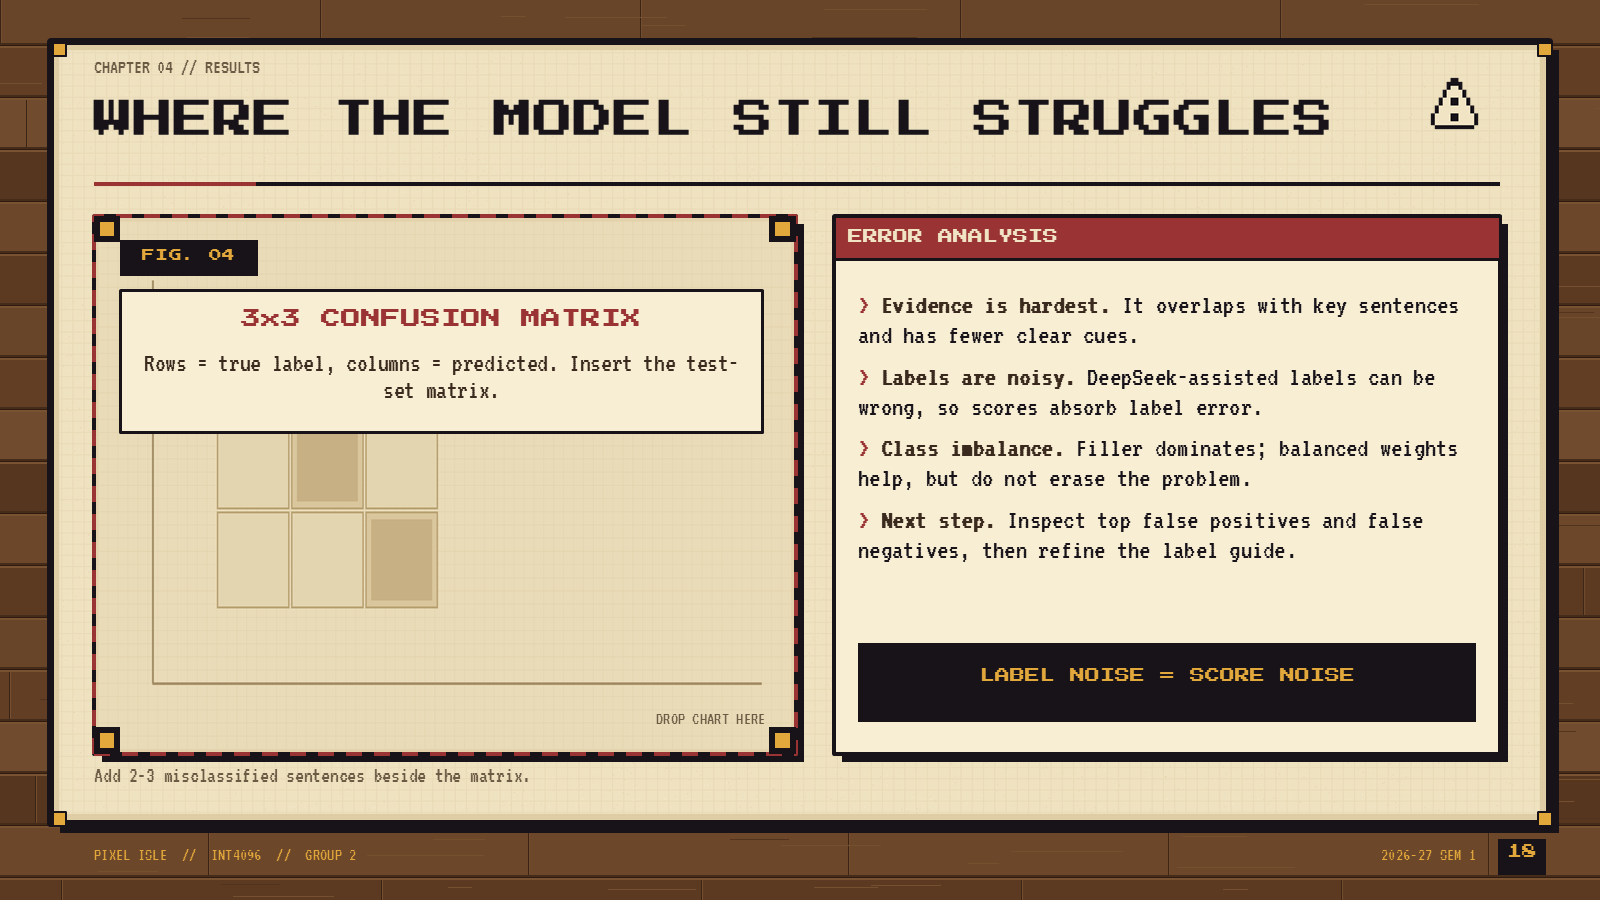 CHAPTER 04 // RESULTS
WHERE THE MODEL STILL STRUGGLES
FIG. 04
3x3 CONFUSION MATRIX
Rows = true label, columns = predicted. Insert the test-
set matrix.
DROP CHART HERE
Add 2-3 misclassified sentences beside the matrix.
ERROR ANALYSIS
❯ Evidence is hardest. It overlaps with key sentences
and has fewer clear cues.
❯ Labels are noisy. DeepSeek-assisted labels can be
wrong, so scores absorb label error.
❯ Class imbalance. Filler dominates; balanced weights
help, but do not erase the problem.
❯ Next step. Inspect top false positives and false
negatives, then refine the label guide.
LABEL NOISE = SCORE NOISE
PIXEL ISLE // INT4096 // GROUP 2
2026-27 SEM 1
18